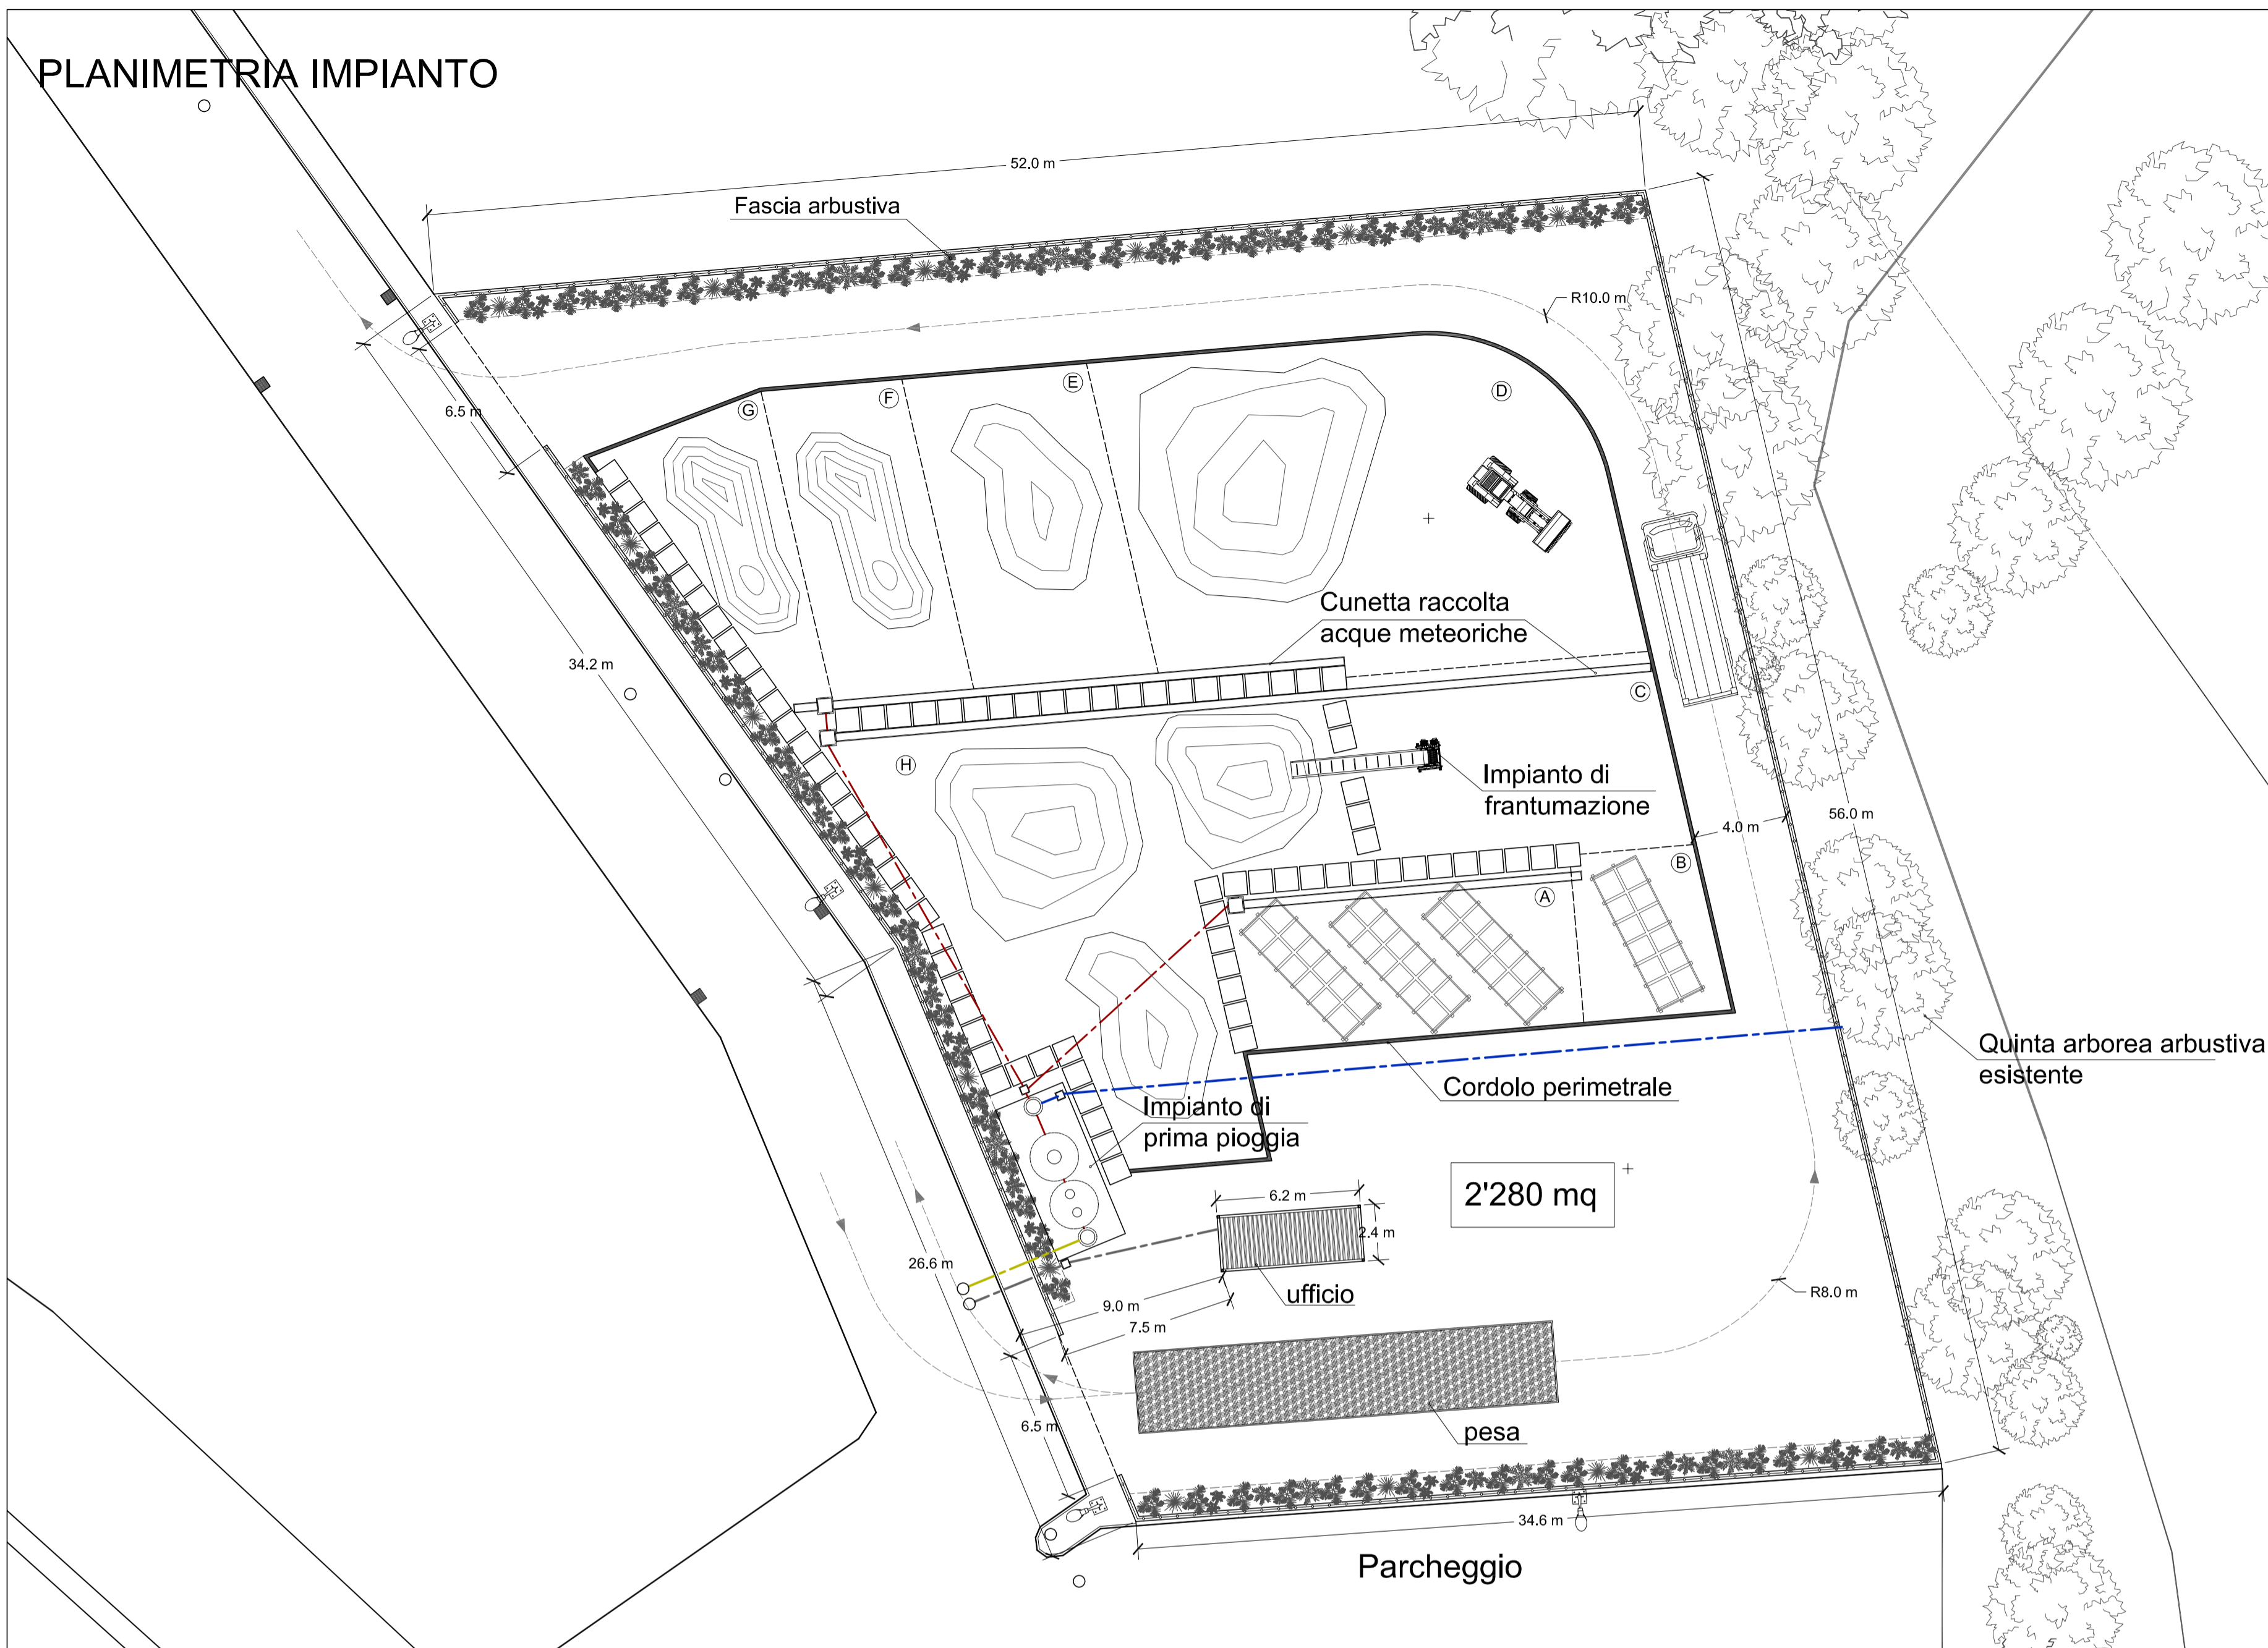 PLANIMETRIA IMPIANTO
52.0 m
Fascia arbustiva
R10.0 m
6.5 m
G
F
E
D
34.2 m
Cunetta raccolta
acque meteoriche
C
H
Impianto di
frantumazione
4.0 m
56.0 m
B
A
Quinta arborea arbustiva
esistente
Cordolo perimetrale
Impianto di
prima pioggia
2'280 mq
6.2 m
2.4 m
26.6 m
ufficio
9.0 m
7.5 m
R8.0 m
6.5 m
pesa
34.6 m
Parcheggio